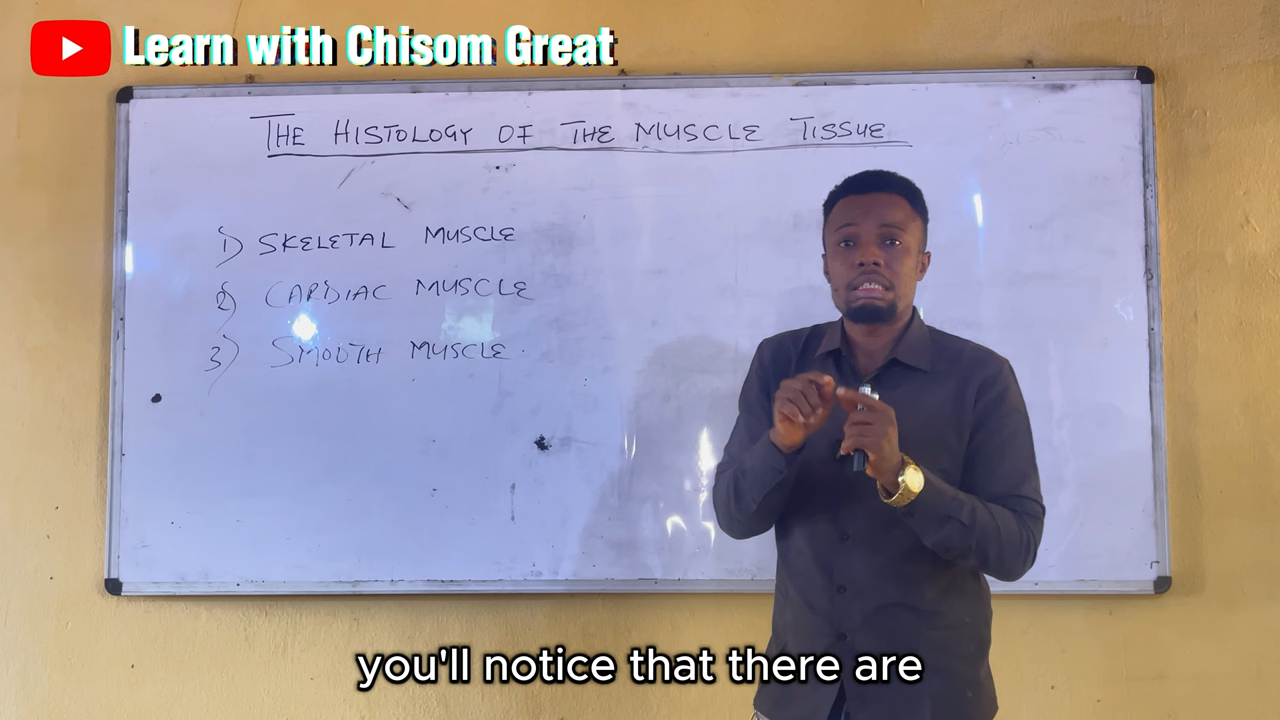 Learn with Chisom Great
THE HISTOLOGY OF THE MUSCLE TISSUE
1) SKELETAL MUSCLE
2) CARDIAC MUSCLE
3) SMOOTH MUSCLE
you'll notice that there are